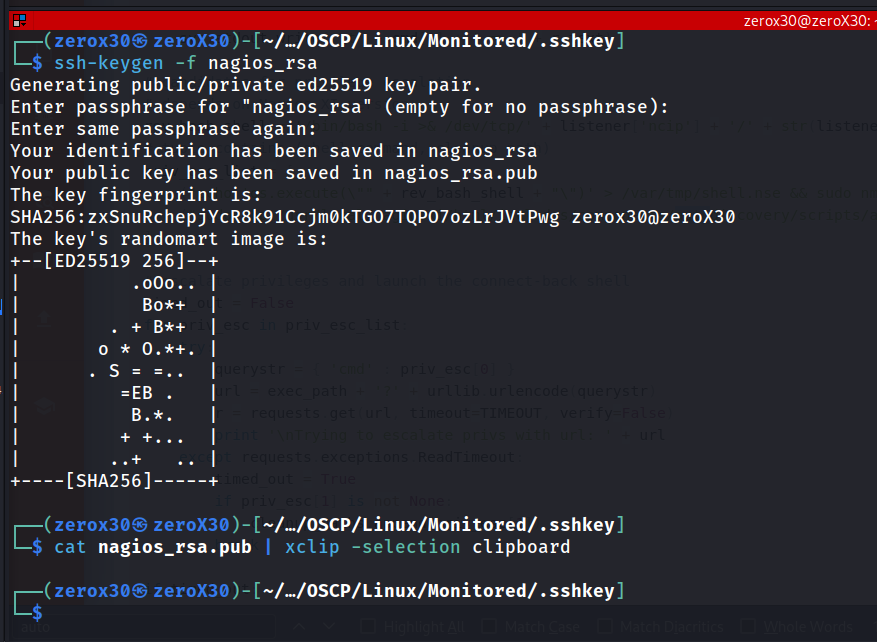 zerox30@zeroX30: ~
┌──(zerox30㉿zeroX30)-[~/…/OSCP/Linux/Monitored/.sshkey]
└─$ ssh-keygen -f nagios_rsa
Generating public/private ed25519 key pair.
Enter passphrase for "nagios_rsa" (empty for no passphrase):
Enter same passphrase again:
Your identification has been saved in nagios_rsa
Your public key has been saved in nagios_rsa.pub
The key fingerprint is:
SHA256:zxSnuRchepjYcR8k91Ccjm0kTGO7TQPO7ozLrJVtPwg zerox30@zeroX30
The key's randomart image is:
+--[ED25519 256]--+
|          .oOo.. |
|           Bo*+  |
|        . + B*+  |
|       o * O.*+. |
|      . S = =..  |
|         =EB .   |
|          B.*.   |
|         + +...  |
|        ..+   .. |
+----[SHA256]-----+
┌──(zerox30㉿zeroX30)-[~/…/OSCP/Linux/Monitored/.sshkey]
└─$ cat nagios_rsa.pub | xclip -selection clipboard
┌──(zerox30㉿zeroX30)-[~/…/OSCP/Linux/Monitored/.sshkey]
└─$
auto Highlight All Match Case Match Diacritics Whole Words